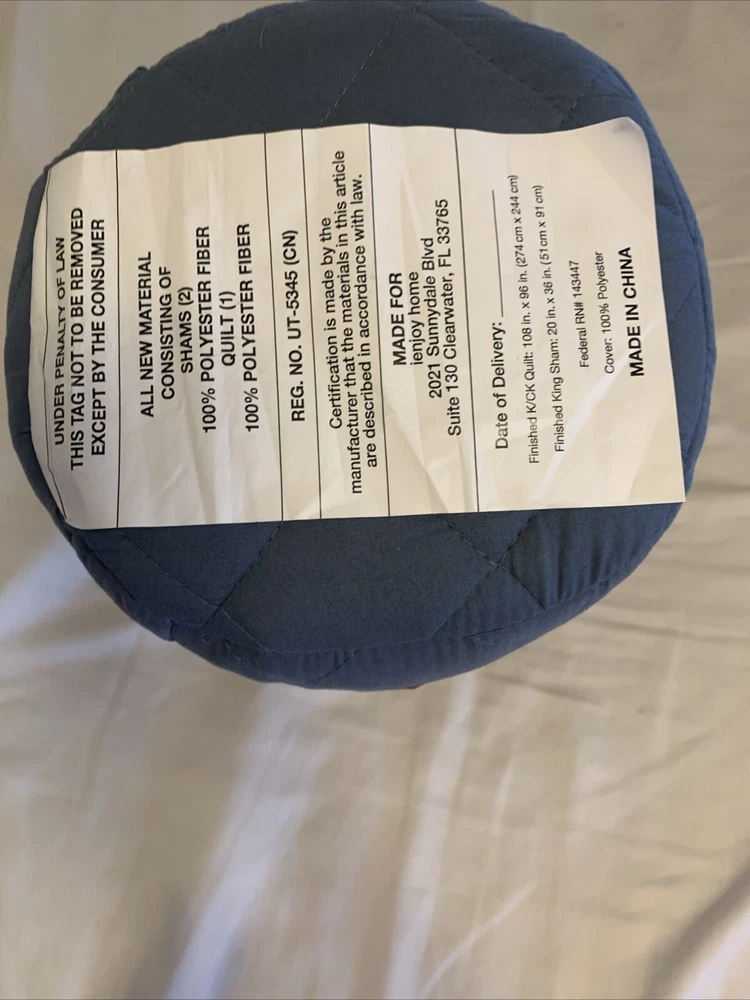 UNDER PENALTY OF LAW
THIS TAG NOT TO BE REMOVED
EXCEPT BY THE CONSUMER
ALL NEW MATERIAL
CONSISTING OF
SHAMS (2)
100% POLYESTER FIBER
QUILT (1)
100% POLYESTER FIBER
REG. NO. UT-5345 (CN)
Certification is made by the
manufacturer that the materials in this article
are described in accordance with law.
MADE FOR
ienjoy home
2021 Sunnydale Blvd
Suite 130 Clearwater, FL 33765
Date of Delivery:
Finished K/CK Quilt: 108 in. x 96 in. (274 cm x 244 cm)
Finished King Sham: 20 in. x 36 in. (51 cm x 91 cm)
Federal RN# 143447
Cover: 100% Polyester
MADE IN CHINA